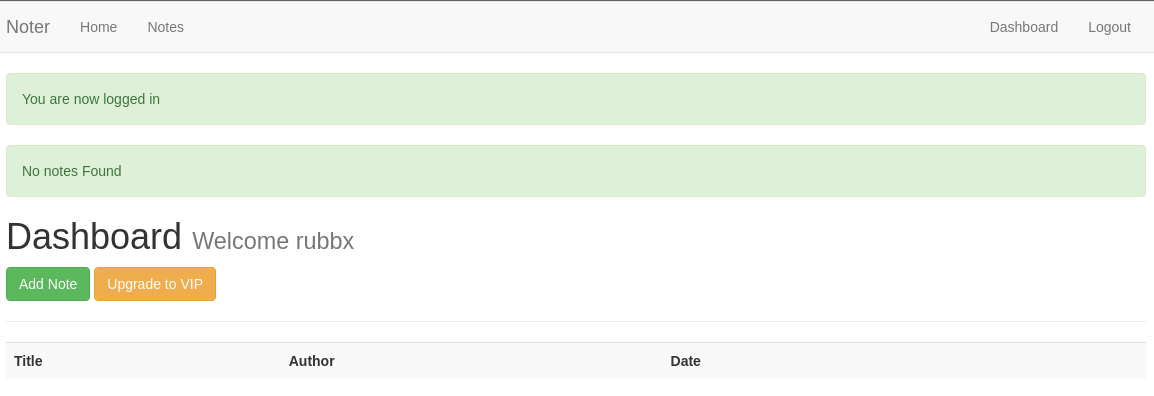 Noter Home Notes Dashboard Logout
You are now logged in
No notes Found
Dashboard Welcome rubbx
Add Note Upgrade to VIP
Title Author Date